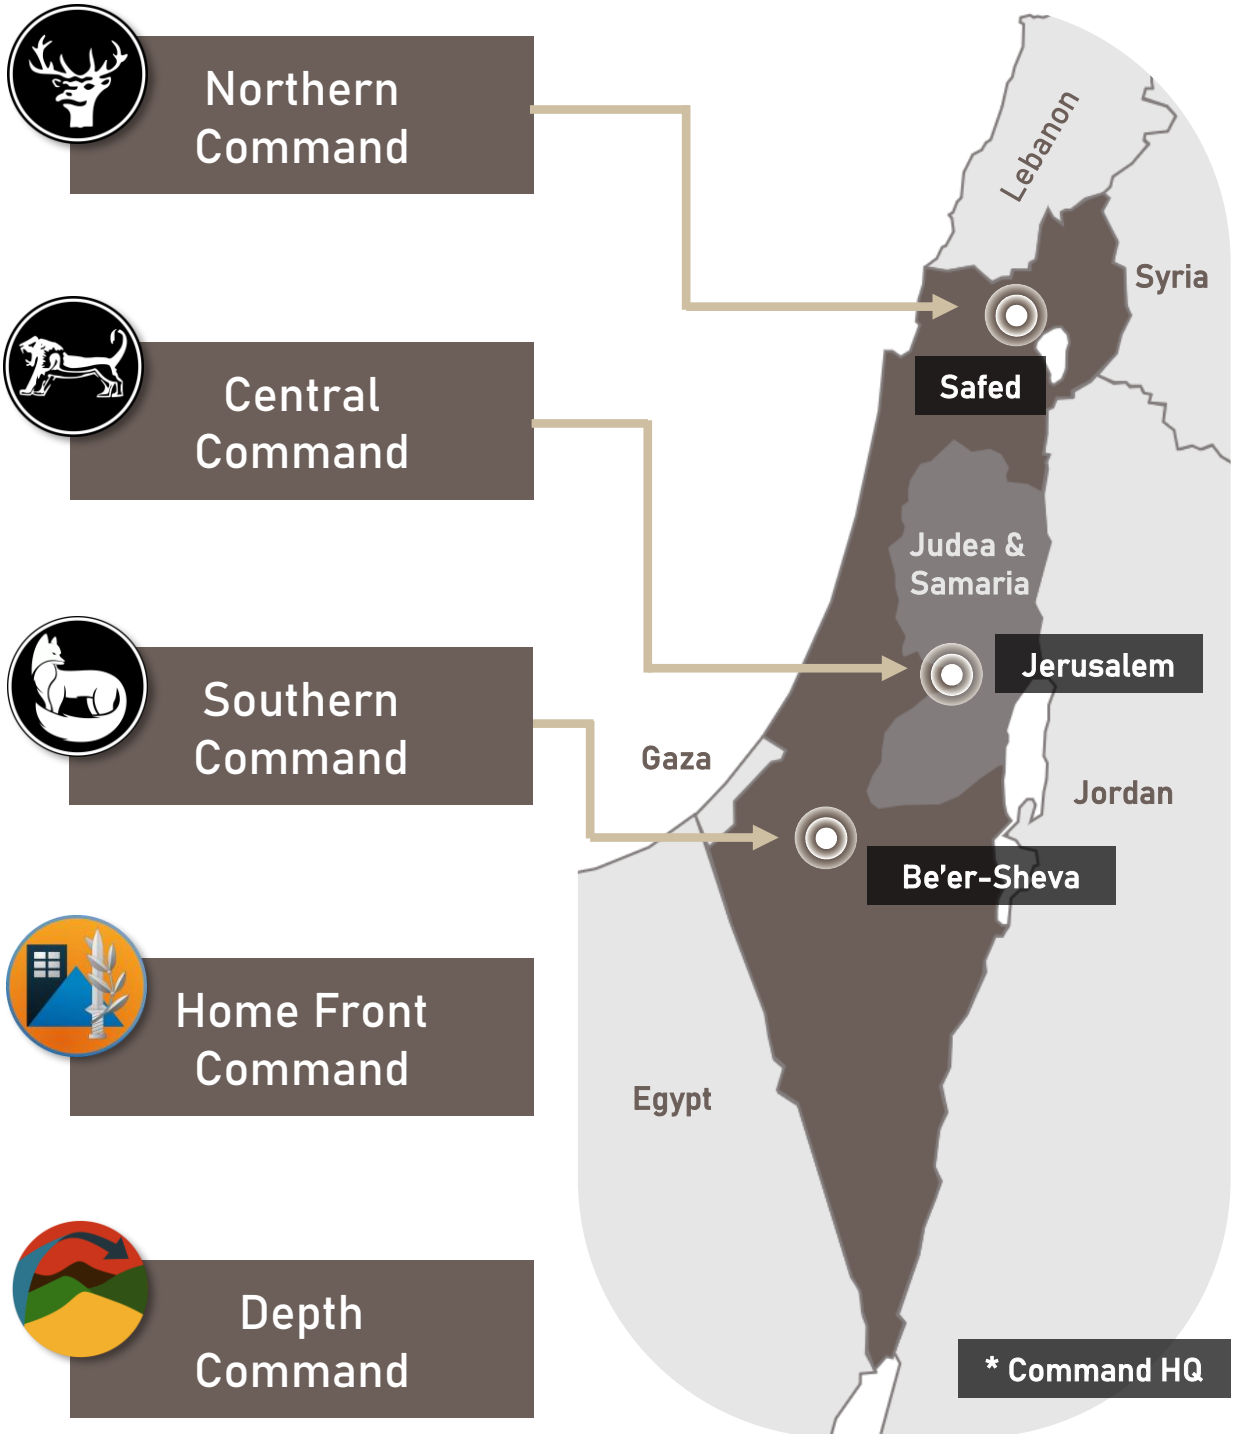 Northern
Command
Central
Command
Southern
Command
Home Front
Command
Depth
Command
Lebanon
Syria
Safed
Judea &
Samaria
Jerusalem
Gaza
Jordan
Be’er-Sheva
Egypt
* Command HQ